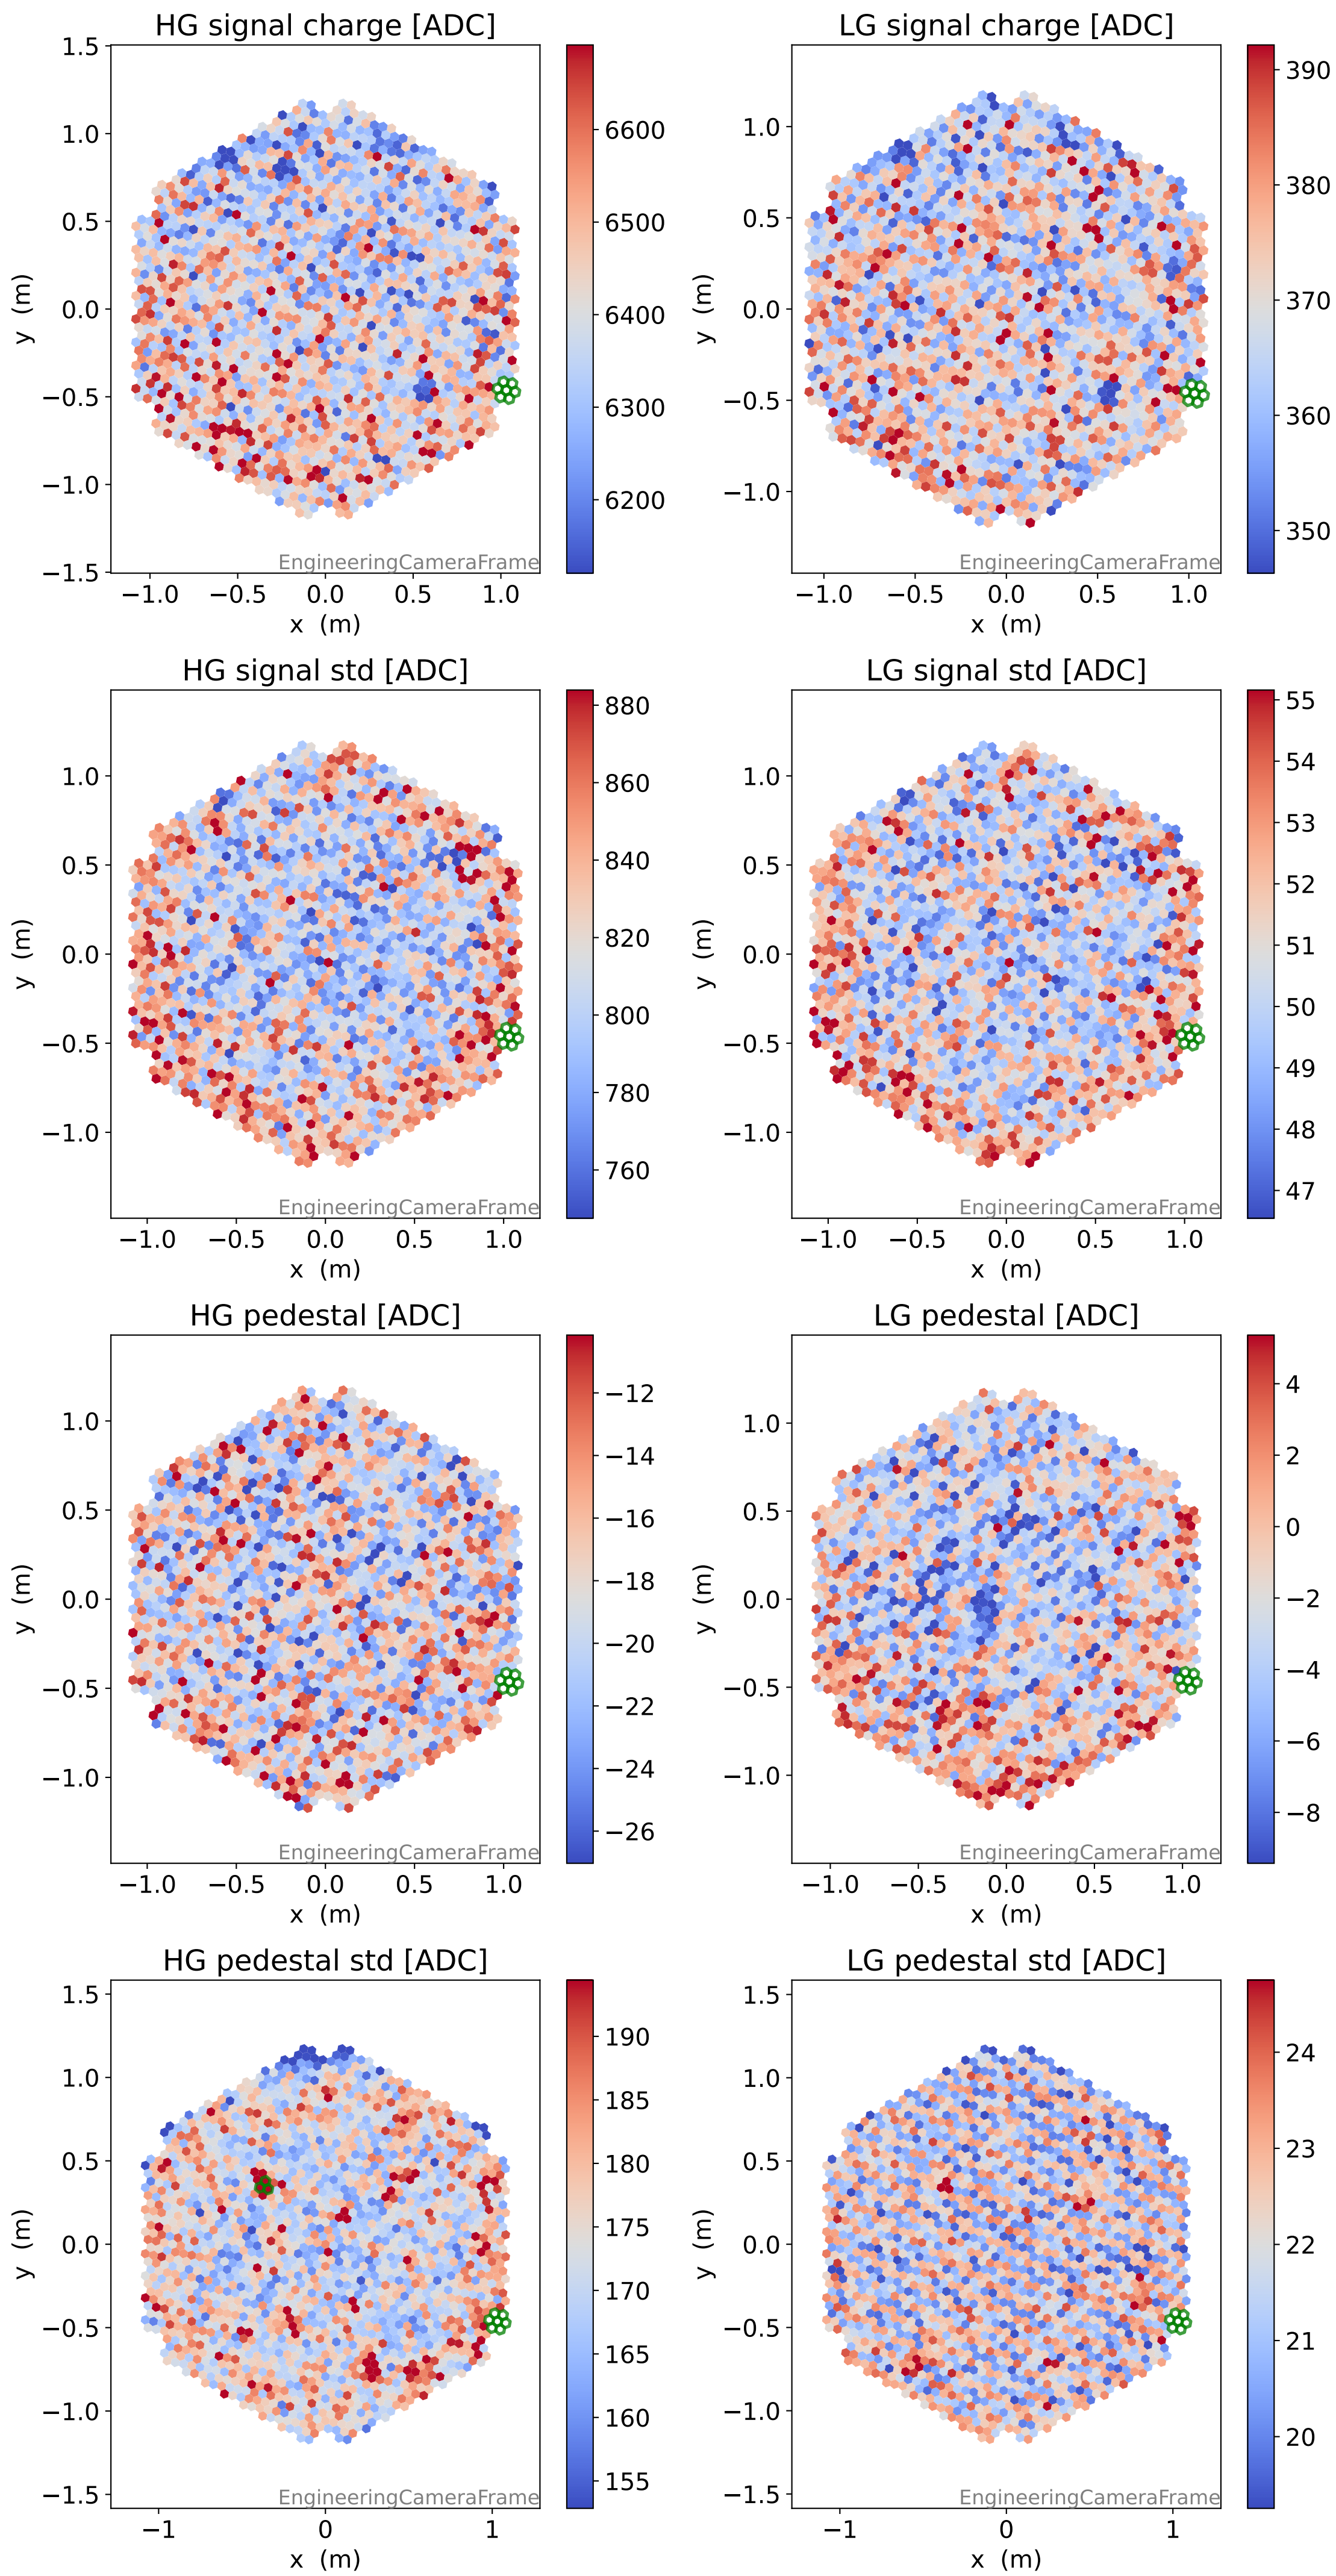 HG signal charge [ADC]
1.5
1.0
0.5
0.0
−0.5
−1.0
−1.5
y (m)
−1.0 −0.5 0.0 0.5 1.0
x (m)
EngineeringCameraFrame
6600
6500
6400
6300
6200
LG signal charge [ADC]
1.0
0.5
0.0
−0.5
−1.0
y (m)
−1.0 −0.5 0.0 0.5 1.0
x (m)
EngineeringCameraFrame
390
380
370
360
350
HG signal std [ADC]
1.0
0.5
0.0
−0.5
−1.0
y (m)
−1.0 −0.5 0.0 0.5 1.0
x (m)
EngineeringCameraFrame
880
860
840
820
800
780
760
LG signal std [ADC]
1.0
0.5
0.0
−0.5
−1.0
y (m)
−1.0 −0.5 0.0 0.5 1.0
x (m)
EngineeringCameraFrame
55
54
53
52
51
50
49
48
47
HG pedestal [ADC]
1.0
0.5
0.0
−0.5
−1.0
y (m)
−1.0 −0.5 0.0 0.5 1.0
x (m)
EngineeringCameraFrame
−12
−14
−16
−18
−20
−22
−24
−26
LG pedestal [ADC]
1.0
0.5
0.0
−0.5
−1.0
y (m)
−1.0 −0.5 0.0 0.5 1.0
x (m)
EngineeringCameraFrame
4
2
0
−2
−4
−6
−8
HG pedestal std [ADC]
1.5
1.0
0.5
0.0
−0.5
−1.0
−1.5
y (m)
−1 0 1
x (m)
EngineeringCameraFrame
190
185
180
175
170
165
160
155
LG pedestal std [ADC]
1.5
1.0
0.5
0.0
−0.5
−1.0
−1.5
y (m)
−1 0 1
x (m)
EngineeringCameraFrame
24
23
22
21
20